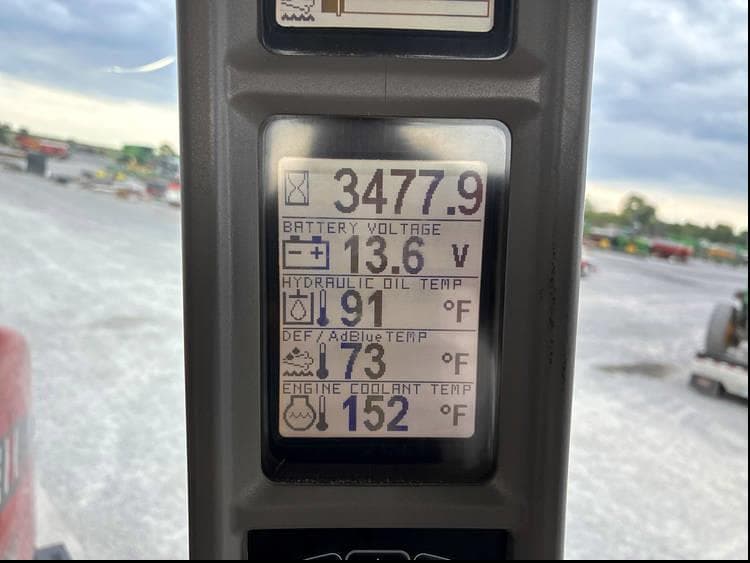 3477.9
BATTERY VOLTAGE
13.6 V
HYDRAULIC OIL TEMP
91 °F
DEF/AdBlue TEMP
73 °F
ENGINE COOLANT TEMP
152 °F